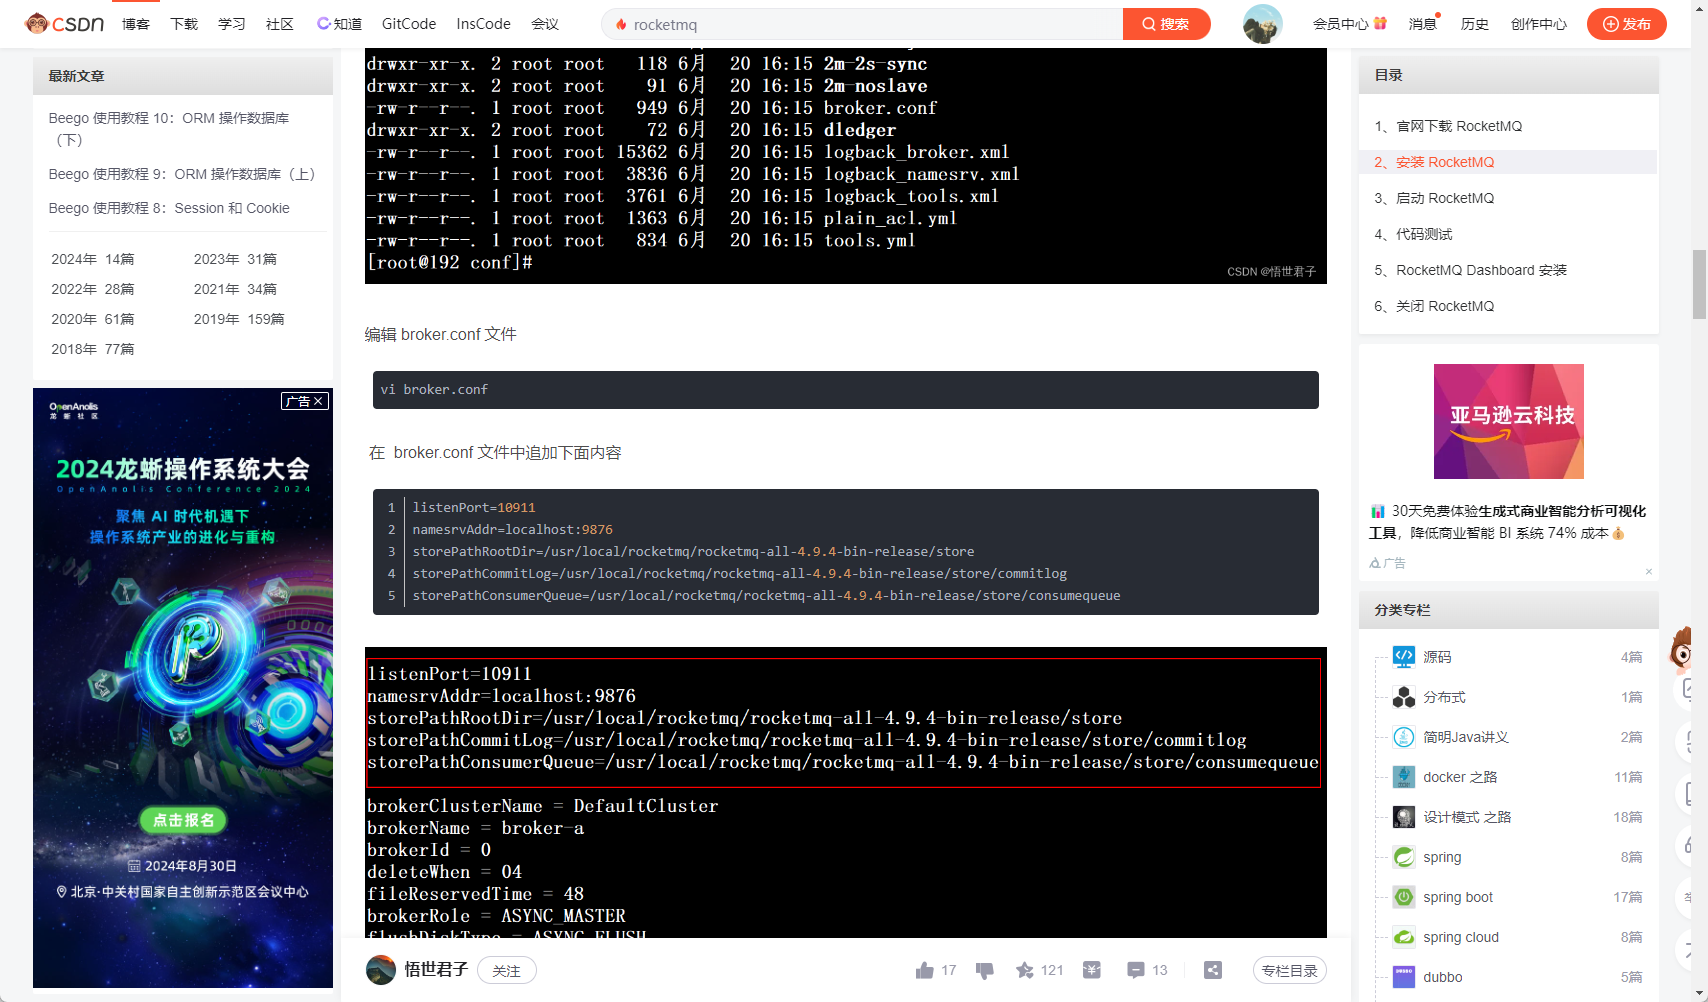 CSDN 博客 下载 学习 社区 知道 GitCode InsCode 会议 rocketmq 搜索 会员中心 消息 历史 创作中心 发布
最新文章
Beego 使用教程 10：ORM 操作数据库
（下）
Beego 使用教程 9：ORM 操作数据库（上）
Beego 使用教程 8：Session 和 Cookie
2024年 14篇 2023年 31篇
2022年 28篇 2021年 34篇
2020年 61篇 2019年 159篇
2018年 77篇
OpenAnolis
龙蜥社区
广告 ×
2024龙蜥操作系统大会
OpenAnolis Conference 2024
聚焦 AI 时代机遇下
操作系统产业的进化与重构
点击报名
2024年8月30日
北京·中关村国家自主创新示范区会议中心
drwxr-xr-x. 2 root root 118 6月 20 16:15 2m-2s-sync
drwxr-xr-x. 2 root root 91 6月 20 16:15 2m-noslave
-rw-r--r--. 1 root root 949 6月 20 16:15 broker.conf
drwxr-xr-x. 2 root root 72 6月 20 16:15 dledger
-rw-r--r--. 1 root root 15362 6月 20 16:15 logback_broker.xml
-rw-r--r--. 1 root root 3836 6月 20 16:15 logback_namesrv.xml
-rw-r--r--. 1 root root 3761 6月 20 16:15 logback_tools.xml
-rw-r--r--. 1 root root 1363 6月 20 16:15 plain_acl.yml
-rw-r--r--. 1 root root 834 6月 20 16:15 tools.yml
[root@192 conf]#
CSDN @悟世君子
编辑 broker.conf 文件
vi broker.conf
在 broker.conf 文件中追加下面内容
1 listenPort=10911
2 namesrvAddr=localhost:9876
3 storePathRootDir=/usr/local/rocketmq/rocketmq-all-4.9.4-bin-release/store
4 storePathCommitLog=/usr/local/rocketmq/rocketmq-all-4.9.4-bin-release/store/commitlog
5 storePathConsumerQueue=/usr/local/rocketmq/rocketmq-all-4.9.4-bin-release/store/consumequeue
listenPort=10911
namesrvAddr=localhost:9876
storePathRootDir=/usr/local/rocketmq/rocketmq-all-4.9.4-bin-release/store
storePathCommitLog=/usr/local/rocketmq/rocketmq-all-4.9.4-bin-release/store/commitlog
storePathConsumerQueue=/usr/local/rocketmq/rocketmq-all-4.9.4-bin-release/store/consumequeue
brokerClusterName = DefaultCluster
brokerName = broker-a
brokerId = 0
deleteWhen = 04
fileReservedTime = 48
brokerRole = ASYNC_MASTER
flushDiskType = ASYNC_FLUSH
悟世君子 关注 17 121 13 专栏目录
目录
1、官网下载 RocketMQ
2、安装 RocketMQ
3、启动 RocketMQ
4、代码测试
5、RocketMQ Dashboard 安装
6、关闭 RocketMQ
亚马逊云科技
30天免费体验生成式商业智能分析可视化
工具，降低商业智能 BI 系统 74% 成本
广告
×
分类专栏
源码 4篇
分布式 1篇
简明Java讲义 2篇
docker 之路 11篇
设计模式 之路 18篇
spring 8篇
spring boot 17篇
spring cloud 8篇
dubbo 5篇